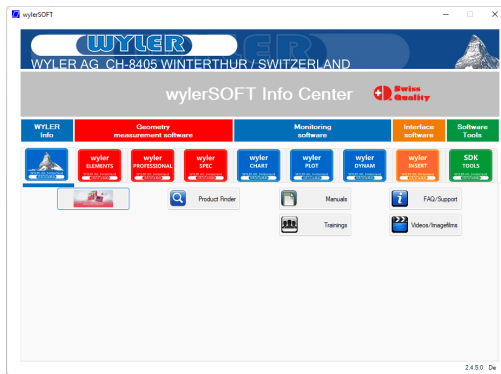 wylerSOFT
WYLER
WYLER AG CH-8405 WINTERTHUR / SWITZERLAND
wylerSOFT Info Center
Swiss
Quality
WYLER
Info
Geometry
measurement software
Monitoring
software
Interface
software
Software
Tools
wyler
ELEMENTS
wyler
PROFESSIONAL
wyler
SPEC
wyler
CHART
wyler
PLOT
wyler
DYNAM
wyler
INSERT
SDK
TOOLS
Product Finder
Manuals
FAQ/Support
Trainings
Videos/Imagefilms
2.4.5.0 De